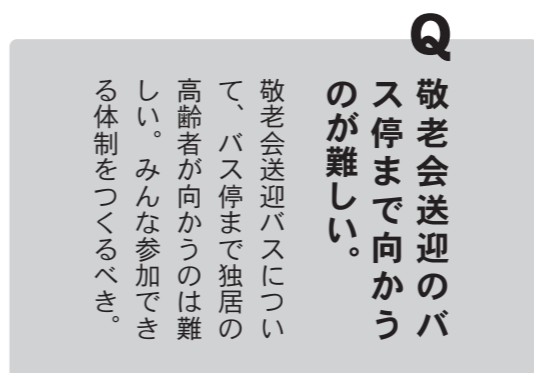 Q
敬老会送迎のバ
ス停まで向かう
のが難しい。
敬老会送迎バスについ
て、バス停まで独居の
高齢者が向かうのは難
しい。みんな参加でき
る体制をつくるべき。